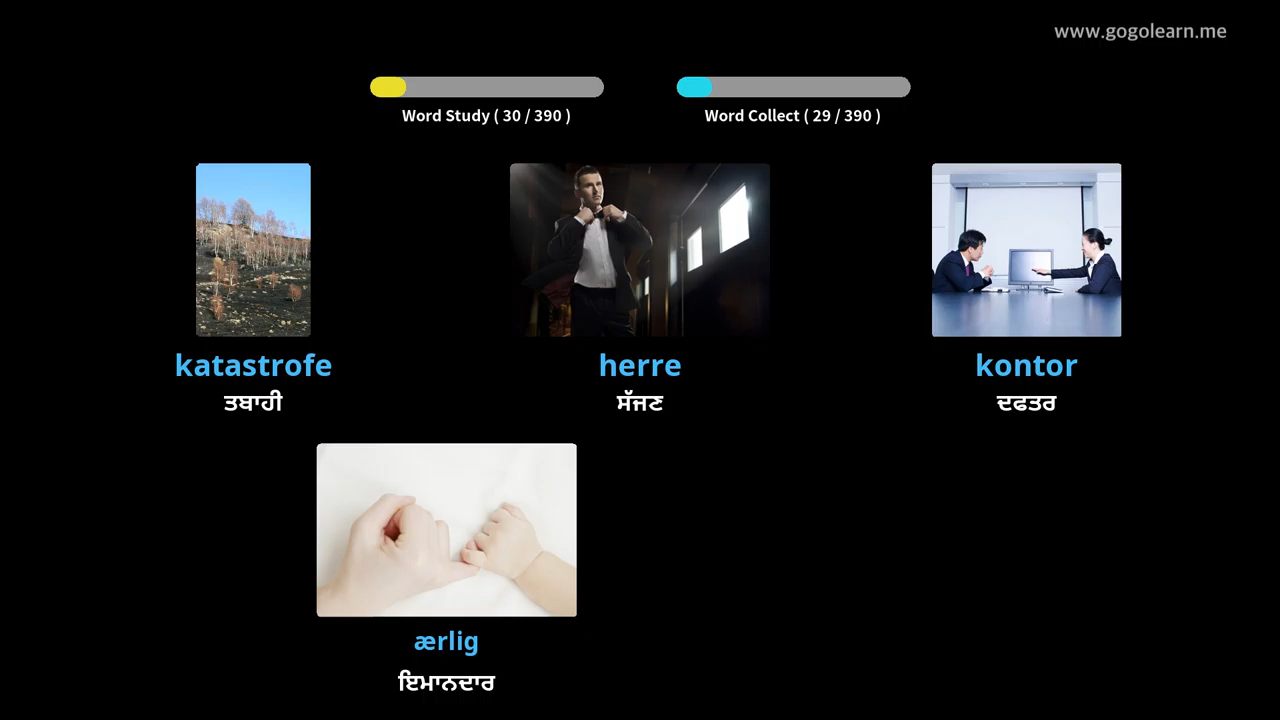 www.gogolearn.me
Word Study ( 30 / 390 )
Word Collect ( 29 / 390 )
katastrofe
ਤਬਾਹੀ
herre
ਸੱਜਣ
kontor
ਦਫਤਰ
ærlig
ਇਮਾਨਦਾਰ